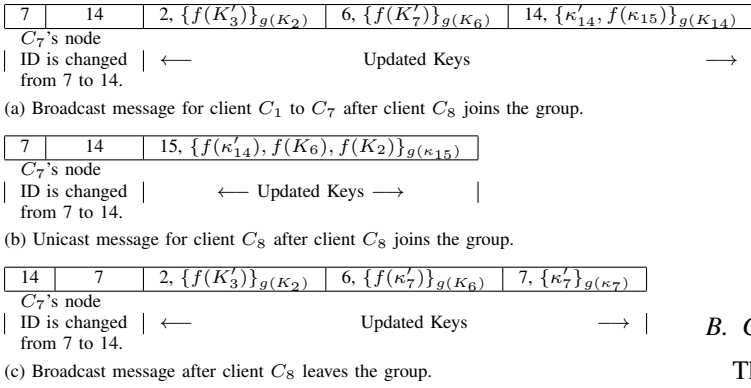 7 14 2, {f(K′₃)}g(K₂) 6, {f(K′₇)}g(K₆) 14, {κ′₁₄, f(κ₁₅)}g(K₁₄)
C₇'s node
ID is changed ⟵ Updated Keys ⟶
from 7 to 14.
(a) Broadcast message for client C₁ to C₇ after client C₈ joins the group.
7 14 15, {f(κ′₁₄), f(K₆), f(K₂)}g(κ₁₅)
C₇'s node
ID is changed ⟵ Updated Keys ⟶
from 7 to 14.
(b) Unicast message for client C₈ after client C₈ joins the group.
14 7 2, {f(K′₃)}g(K₂) 6, {f(κ′₇)}g(K₆) 7, {κ′₇}g(κ₇)
C₇'s node
ID is changed ⟵ Updated Keys ⟶
from 7 to 14.
(c) Broadcast message after client C₈ leaves the group.
B. C
Th